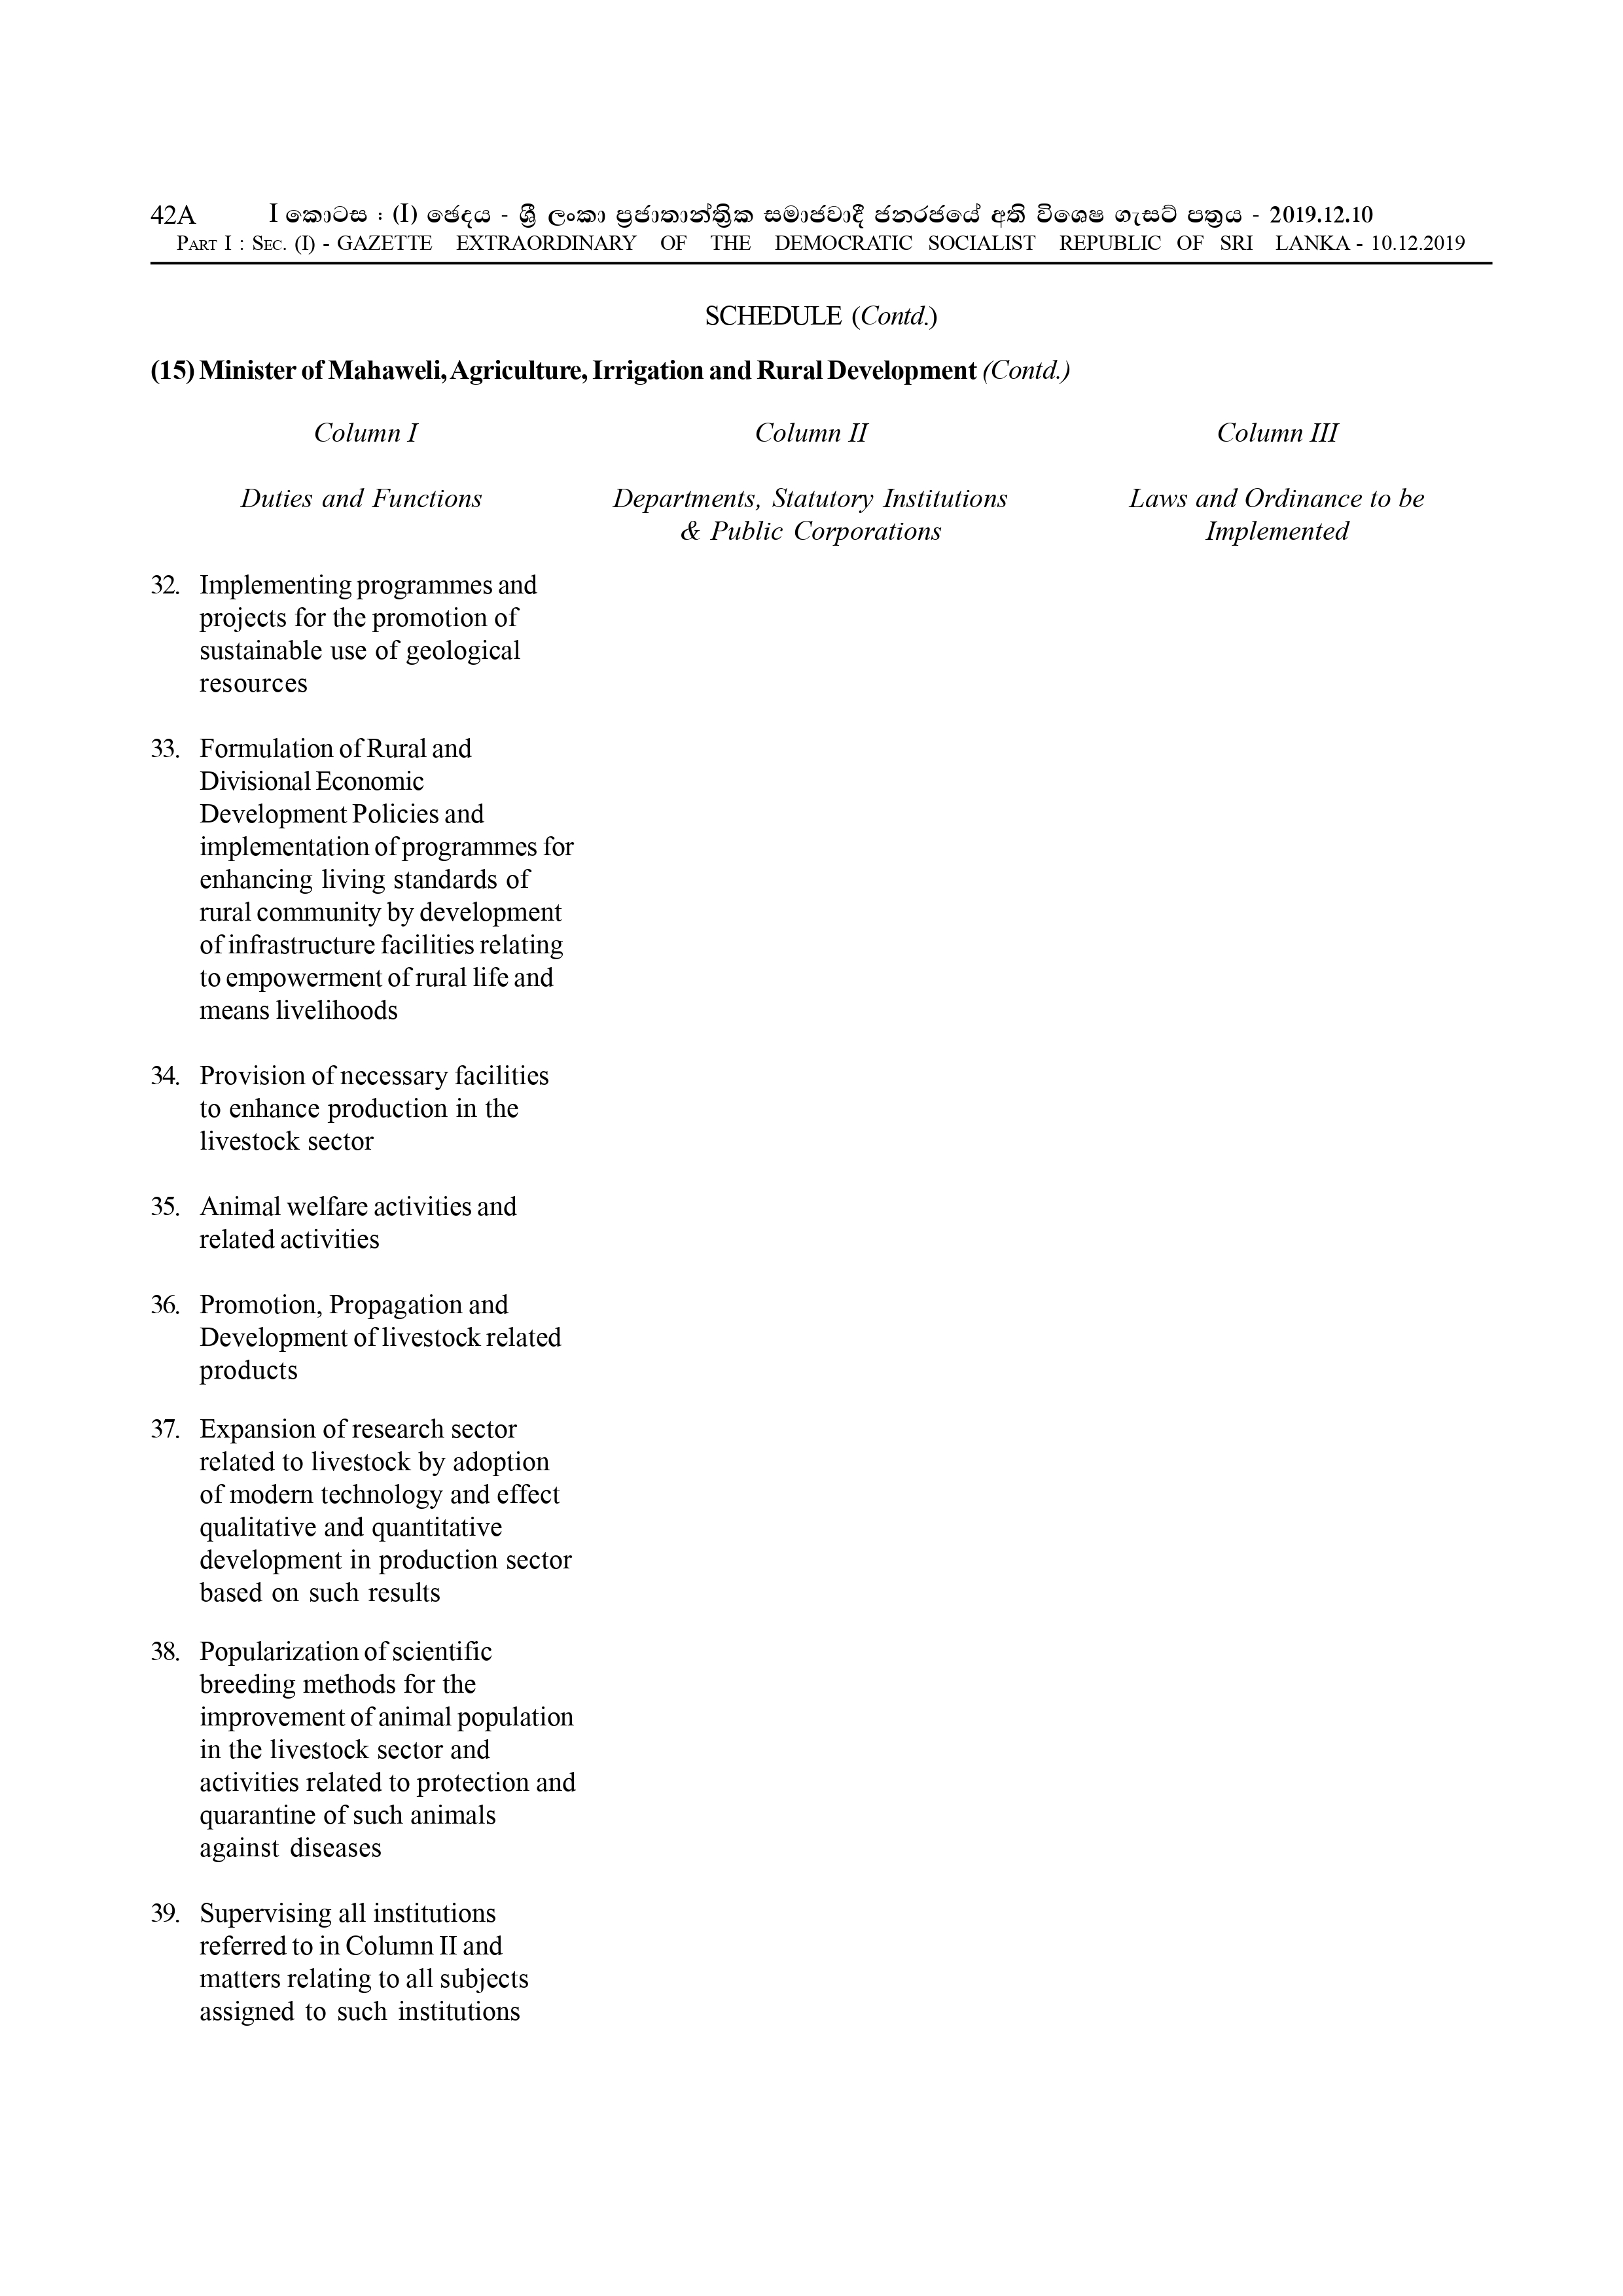 42A I කොටස : (I) ඡෙදය - ශ්‍රී ලංකා ප්‍රජාතාන්ත්‍රික සමාජවාදී ජනරජයේ අති විශෙෂ ගැසට් පත්‍රය - 2019.12.10
PART I : SEC. (I) - GAZETTE EXTRAORDINARY OF THE DEMOCRATIC SOCIALIST REPUBLIC OF SRI LANKA - 10.12.2019
SCHEDULE (Contd.)
(15) Minister of Mahaweli, Agriculture, Irrigation and Rural Development (Contd.)
Column I Column II Column III
Duties and Functions Departments, Statutory Institutions Laws and Ordinance to be
& Public Corporations Implemented
32. Implementing programmes and
projects for the promotion of
sustainable use of geological
resources
33. Formulation of Rural and
Divisional Economic
Development Policies and
implementation of programmes for
enhancing living standards of
rural community by development
of infrastructure facilities relating
to empowerment of rural life and
means livelihoods
34. Provision of necessary facilities
to enhance production in the
livestock sector
35. Animal welfare activities and
related activities
36. Promotion, Propagation and
Development of livestock related
products
37. Expansion of research sector
related to livestock by adoption
of modern technology and effect
qualitative and quantitative
development in production sector
based on such results
38. Popularization of scientific
breeding methods for the
improvement of animal population
in the livestock sector and
activities related to protection and
quarantine of such animals
against diseases
39. Supervising all institutions
referred to in Column II and
matters relating to all subjects
assigned to such institutions